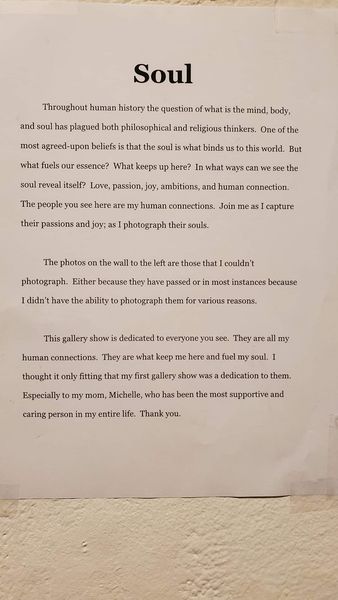 Soul
Throughout human history the question of what is the mind, body,
and soul has plagued both philosophical and religious thinkers. One of the
most agreed-upon beliefs is that the soul is what binds us to this world. But
what fuels our essence? What keeps up here? In what ways can we see the
soul reveal itself? Love, passion, joy, ambitions, and human connection.
The people you see here are my human connections. Join me as I capture
their passions and joy; as I photograph their souls.
The photos on the wall to the left are those that I couldn't
photograph. Either because they have passed or in most instances because
I didn't have the ability to photograph them for various reasons.
This gallery show is dedicated to everyone you see. They are all my
human connections. They are what keep me here and fuel my soul. I
thought it only fitting that my first gallery show was a dedication to them.
Especially to my mom, Michelle, who has been the most supportive and
caring person in my entire life. Thank you.